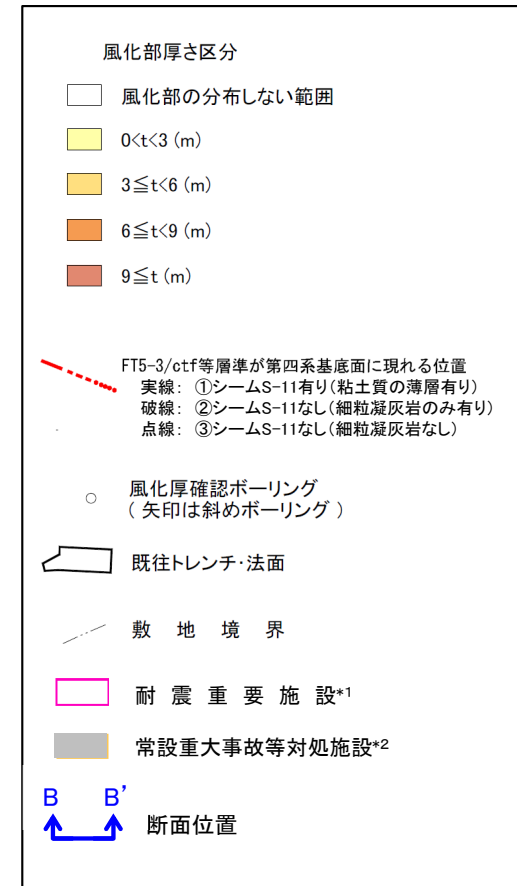 風化部厚さ区分
風化部の分布しない範囲
0<t<3 (m)
3≦t<6 (m)
6≦t<9 (m)
9≦t (m)
FT5-3/ctf等層準が第四系基底面に現れる位置
実線: ①シームS-11有り(粘土質の薄層有り)
破線: ②シームS-11なし(細粒凝灰岩のみ有り)
点線: ③シームS-11なし(細粒凝灰岩なし)
風化厚確認ボーリング
( 矢印は斜めボーリング )
既往トレンチ・法面
敷 地 境 界
耐 震 重 要 施 設*1
常設重大事故等対処施設*2
B B’
断面位置